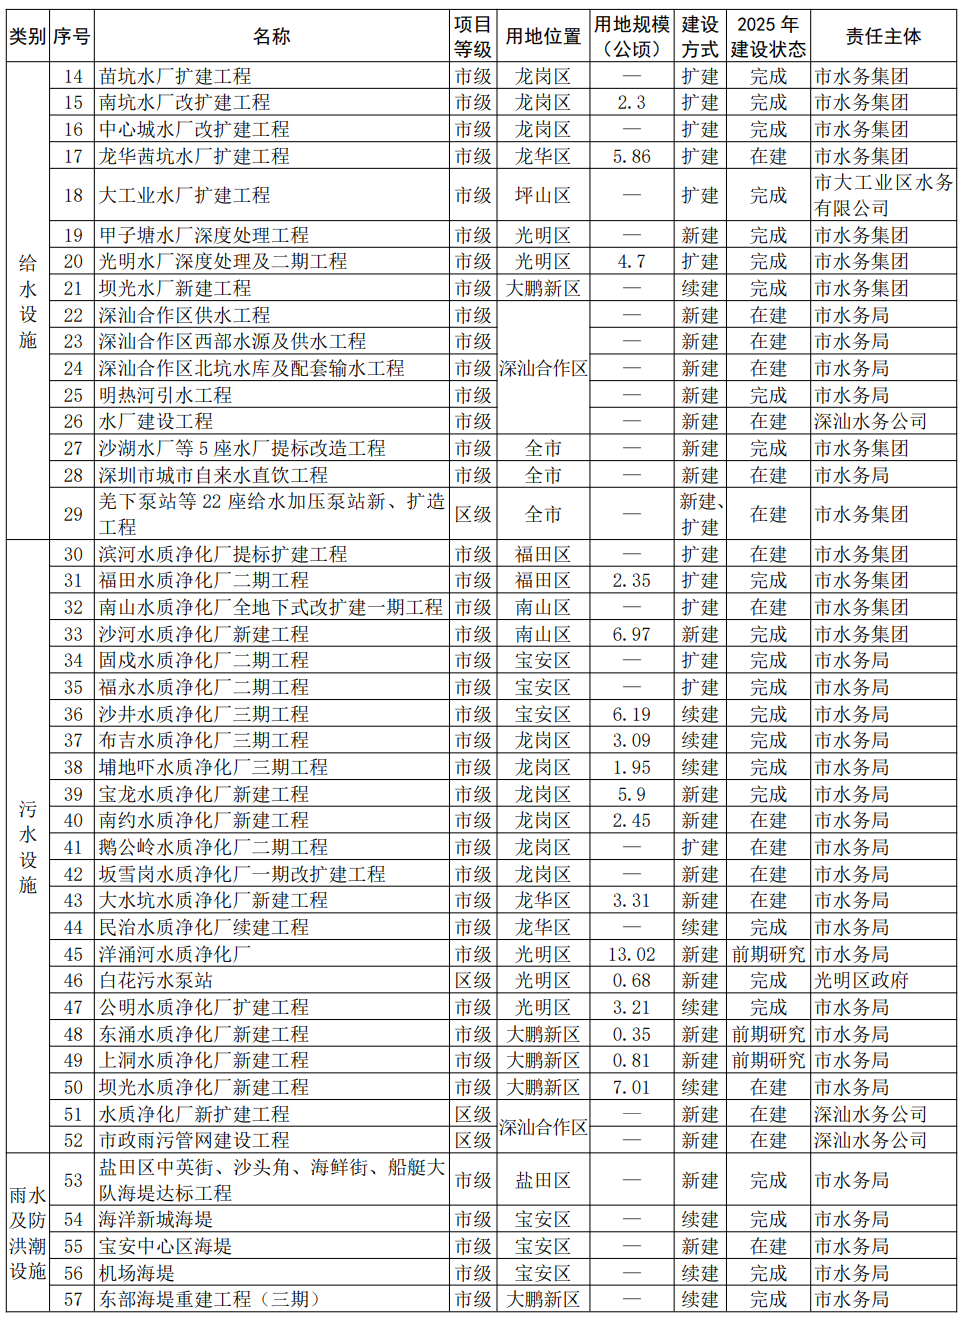 类别 序号 名称 项目等级 用地位置 用地规模（公顷） 建设方式 2025 年建设状态 责任主体
给水设施
14 苗坑水厂扩建工程 市级 龙岗区 — 扩建 完成 市水务集团
15 南坑水厂改扩建工程 市级 龙岗区 2.3 扩建 完成 市水务集团
16 中心城水厂改扩建工程 市级 龙岗区 — 扩建 完成 市水务集团
17 龙华茜坑水厂扩建工程 市级 龙华区 5.86 扩建 在建 市水务集团
18 大工业水厂扩建工程 市级 坪山区 — 扩建 完成 市大工业区水务有限公司
19 甲子塘水厂深度处理工程 市级 光明区 — 新建 完成 市水务集团
20 光明水厂深度处理及二期工程 市级 光明区 4.7 扩建 完成 市水务集团
21 坝光水厂新建工程 市级 大鹏新区 — 续建 完成 市水务集团
22 深汕合作区供水工程 市级 深汕合作区 — 新建 在建 市水务局
23 深汕合作区西部水源及供水工程 市级 — 新建 在建 市水务局
24 深汕合作区北坑水库及配套输水工程 市级 — 新建 在建 市水务局
25 明热河引水工程 市级 — 新建 完成 市水务局
26 水厂建设工程 市级 — 新建 在建 深汕水务公司
27 沙湖水厂等 5 座水厂提标改造工程 市级 全市 — 新建 完成 市水务集团
28 深圳市城市自来水直饮工程 市级 全市 — 新建 在建 市水务局
29 羌下泵站等 22 座给水加压泵站新、扩造工程 区级 全市 — 新建、扩建 在建 市水务集团
污水设施
30 滨河水质净化厂提标扩建工程 市级 福田区 — 扩建 在建 市水务集团
31 福田水质净化厂二期工程 市级 福田区 2.35 扩建 完成 市水务集团
32 南山水质净化厂全地下式改扩建一期工程 市级 南山区 — 扩建 在建 市水务集团
33 沙河水质净化厂新建工程 市级 南山区 6.97 新建 完成 市水务集团
34 固戍水质净化厂二期工程 市级 宝安区 — 扩建 完成 市水务局
35 福永水质净化厂二期工程 市级 宝安区 — 扩建 完成 市水务局
36 沙井水质净化厂三期工程 市级 宝安区 6.19 续建 完成 市水务局
37 布吉水质净化厂三期工程 市级 龙岗区 3.09 续建 完成 市水务局
38 埔地吓水质净化厂三期工程 市级 龙岗区 1.95 续建 完成 市水务局
39 宝龙水质净化厂新建工程 市级 龙岗区 5.9 新建 完成 市水务局
40 南约水质净化厂新建工程 市级 龙岗区 2.45 新建 在建 市水务局
41 鹅公岭水质净化厂二期工程 市级 龙岗区 — 扩建 在建 市水务局
42 坂雪岗水质净化厂一期改扩建工程 市级 龙岗区 — 新建 在建 市水务局
43 大水坑水质净化厂新建工程 市级 龙华区 3.31 新建 在建 市水务局
44 民治水质净化厂续建工程 市级 龙华区 — 续建 完成 市水务局
45 洋涌河水质净化厂 市级 光明区 13.02 新建 前期研究 市水务局
46 白花污水泵站 区级 光明区 0.68 新建 完成 光明区政府
47 公明水质净化厂扩建工程 市级 光明区 3.21 续建 完成 市水务局
48 东涌水质净化厂新建工程 市级 大鹏新区 0.35 新建 前期研究 市水务局
49 上洞水质净化厂新建工程 市级 大鹏新区 0.81 新建 前期研究 市水务局
50 坝光水质净化厂新建工程 市级 大鹏新区 7.01 续建 在建 市水务局
51 水质净化厂新扩建工程 区级 深汕合作区 — 新建 在建 深汕水务公司
52 市政雨污管网建设工程 区级 — 新建 在建 深汕水务公司
雨水及防洪潮设施
53 盐田区中英街、沙头角、海鲜街、船艇大队海堤达标工程 市级 盐田区 — 新建 完成 市水务局
54 海洋新城海堤 市级 宝安区 — 续建 完成 市水务局
55 宝安中心区海堤 市级 宝安区 — 新建 在建 市水务局
56 机场海堤 市级 宝安区 — 续建 完成 市水务局
57 东部海堤重建工程（三期） 市级 大鹏新区 — 续建 完成 市水务局